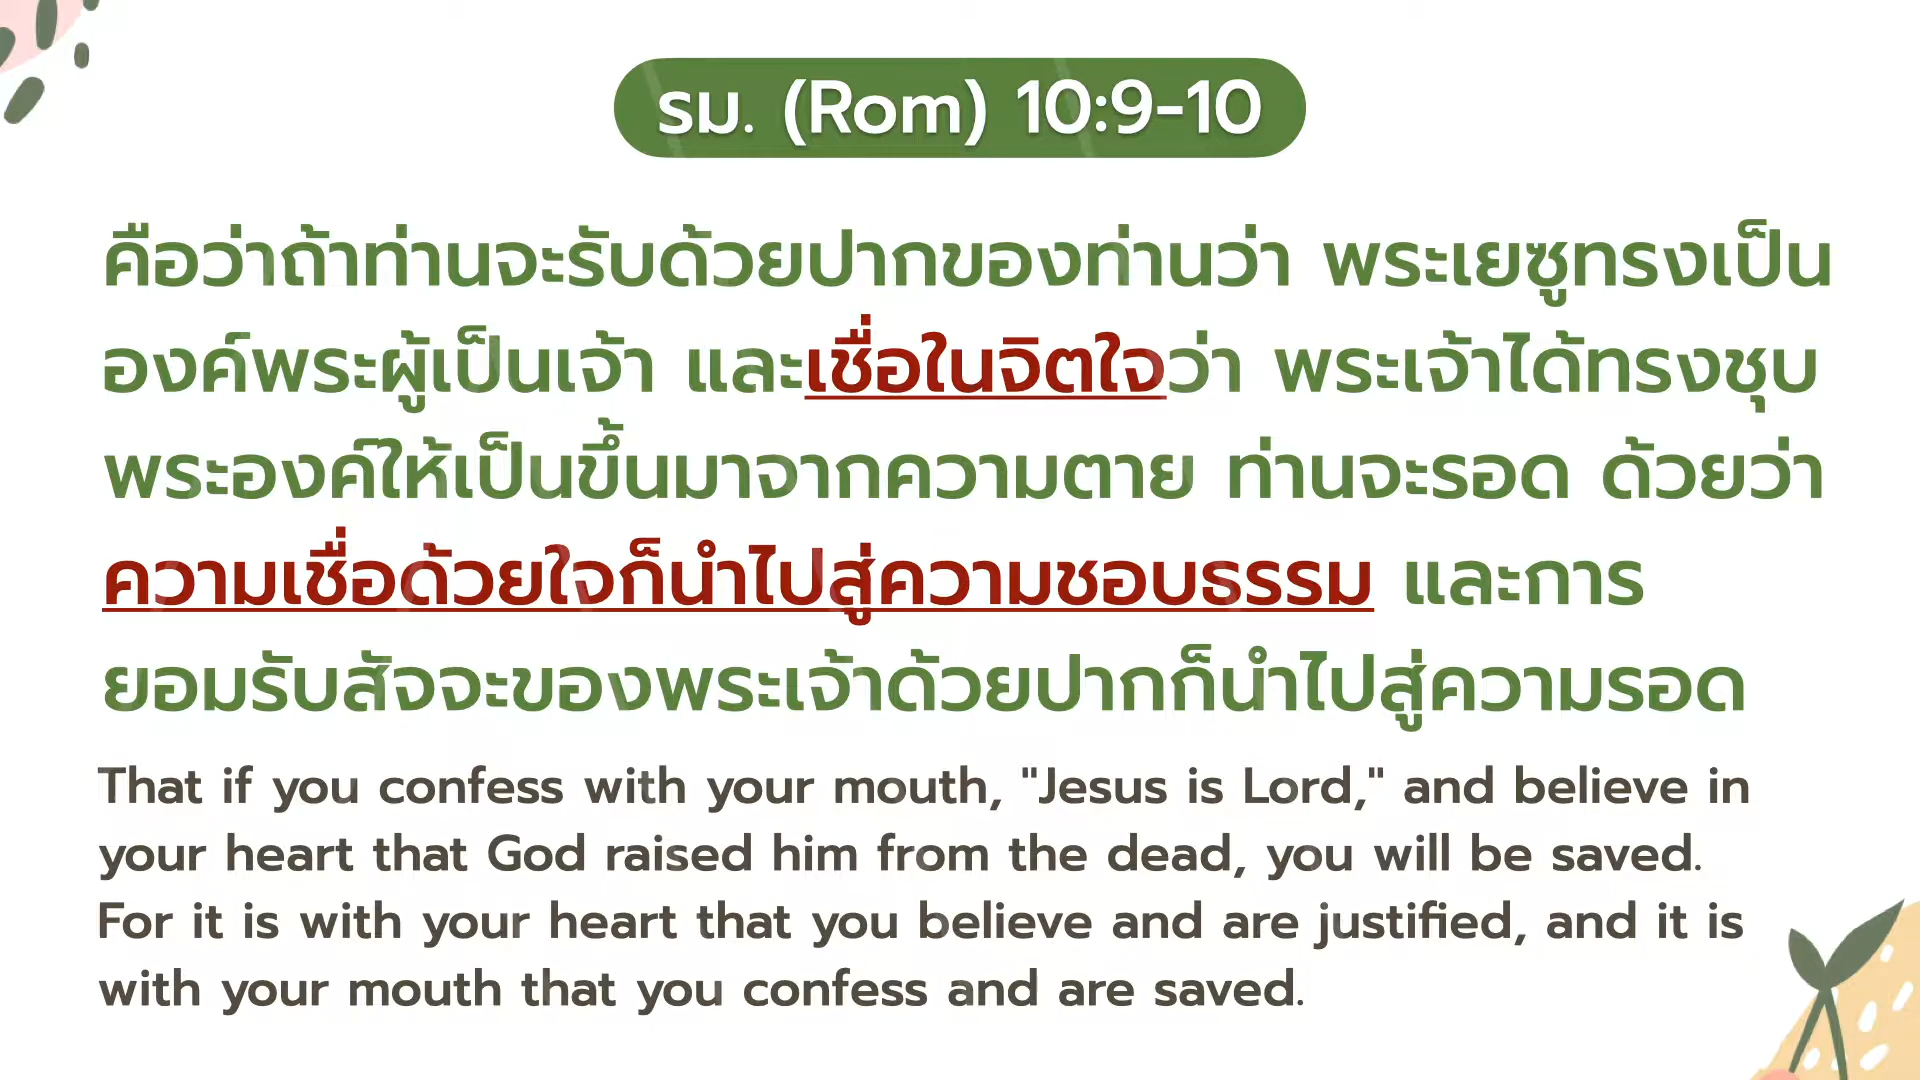 รม. (Rom) 10:9-10
คือว่าถ้าท่านจะรับด้วยปากของท่านว่า พระเยซูทรงเป็น
องค์พระผู้เป็นเจ้า และเชื่อในจิตใจว่า พระเจ้าได้ทรงชุบ
พระองค์ให้เป็นขึ้นมาจากความตาย ท่านจะรอด ด้วยว่า
ความเชื่อด้วยใจก็นำไปสู่ความชอบธรรม และการ
ยอมรับสัจจะของพระเจ้าด้วยปากก็นำไปสู่ความรอด
That if you confess with your mouth, "Jesus is Lord," and believe in
your heart that God raised him from the dead, you will be saved.
For it is with your heart that you believe and are justified, and it is
with your mouth that you confess and are saved.